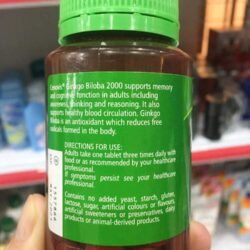 Cenovis® Ginkgo Biloba 2000 supports memory
and cognitive function in adults including
awareness, thinking and reasoning. It also
supports healthy blood circulation. Ginkgo
Biloba is an antioxidant which reduces free
radicals formed in the body.
DIRECTIONS FOR USE:
Adults take one tablet three times daily with
food or as recommended by your healthcare
professional.
If symptoms persist see your healthcare
professional.
Contains no added yeast, starch, gluten,
lactose, sugar, artificial colours or flavours,
artificial sweeteners or preservatives, dairy
products or animal-derived products.